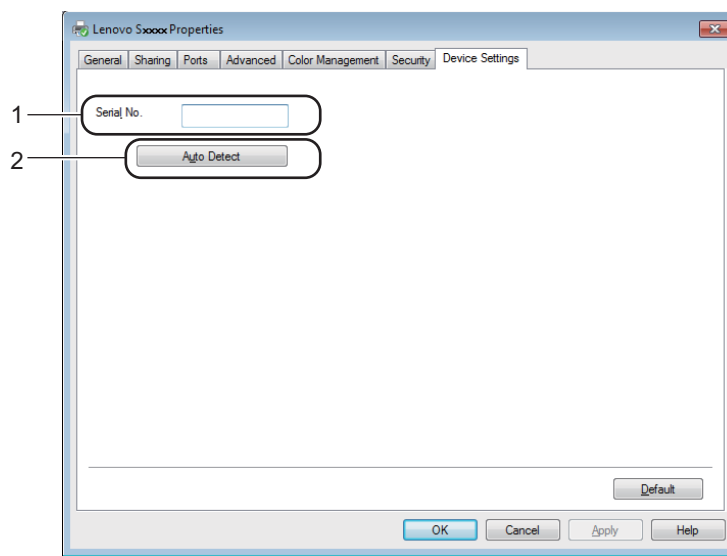 Lenovo Sxxxx Properties
General Sharing Ports Advanced Color Management Security Device Settings
1 Serial No.
2 Auto Detect
Default
OK Cancel Apply Help